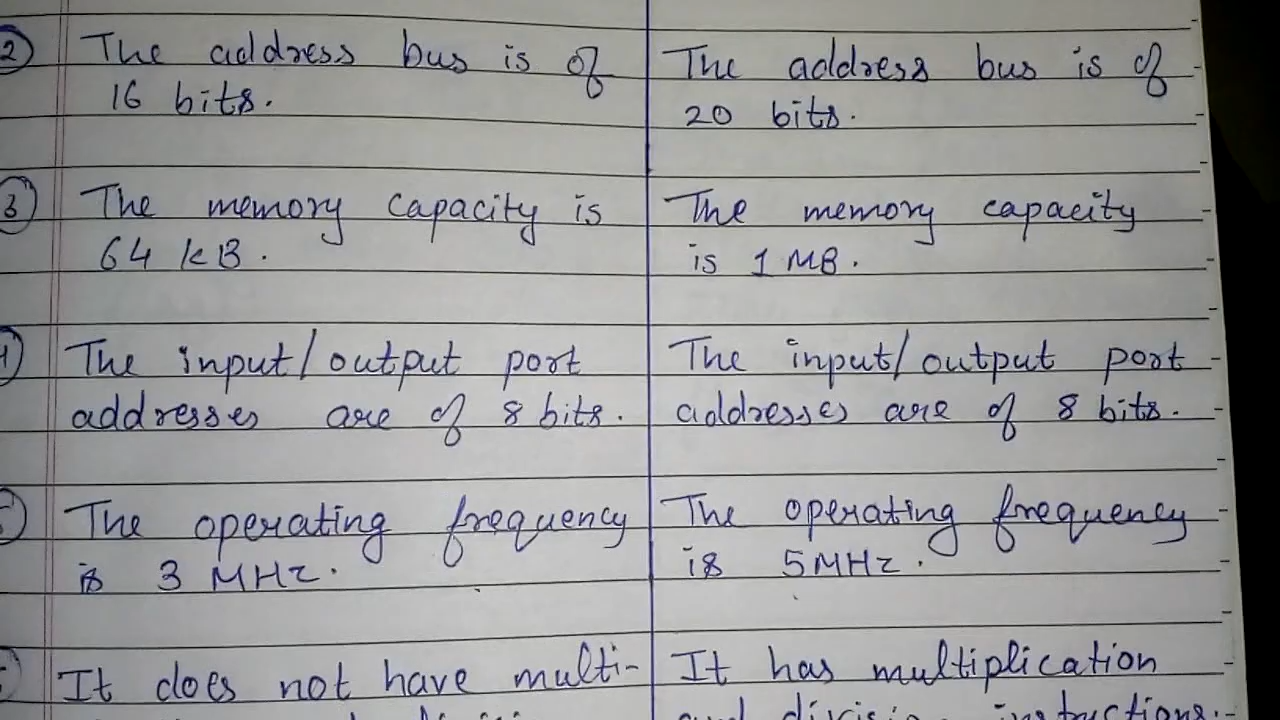 2 The address bus is of
16 bits.
The address bus is of
20 bits.
3 The memory capacity is
64 kB.
The memory capacity
is 1 MB.
The input/output port
addresses are of 8 bits.
The input/output port
addresses are of 8 bits.
The operating frequency
is 3 MHz.
The operating frequency
is 5MHz.
It does not have multi-
It has multiplication
and division instructions.